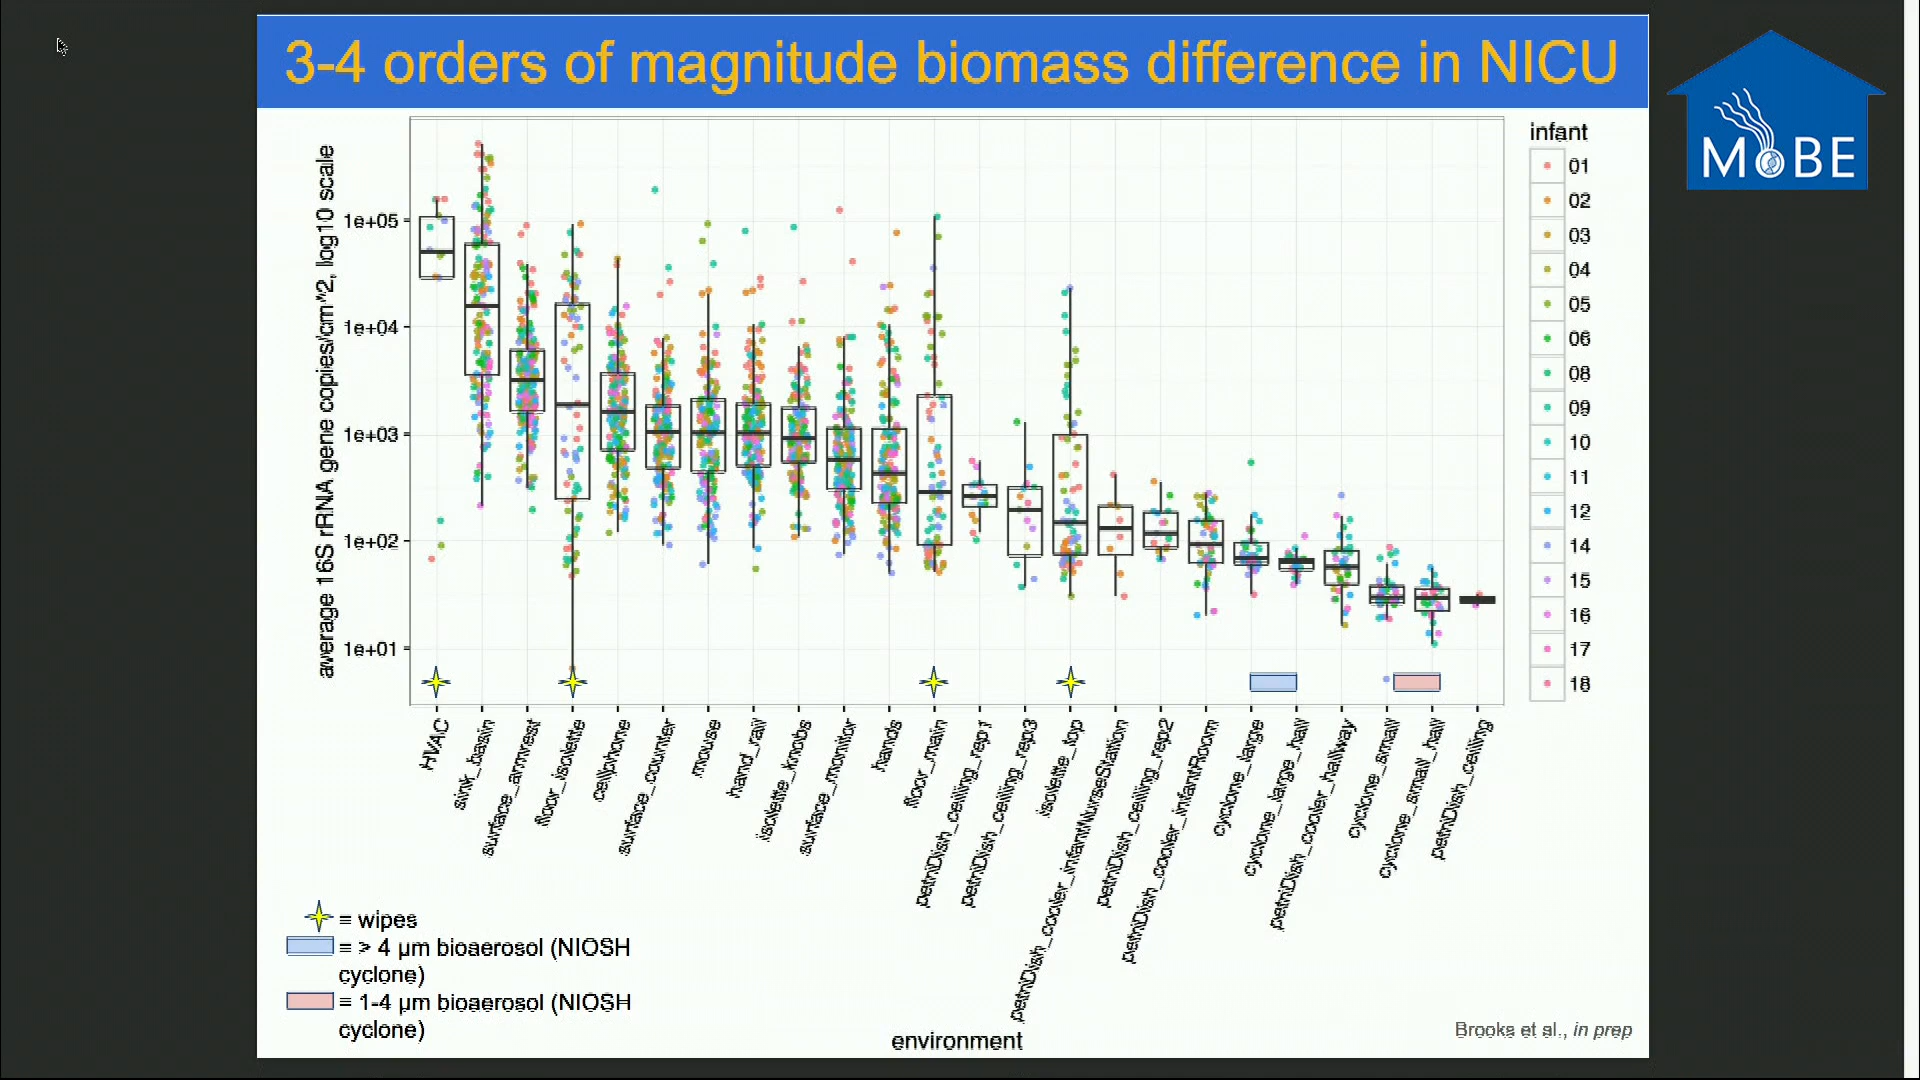 3-4 orders of magnitude biomass difference in NICU
MOBE
average 16S rRNA gene copies/cm^2, log10 scale
1e+05
1e+04
1e+03
1e+02
1e+01
infant
01
02
03
04
05
06
08
09
10
11
12
14
15
16
17
18
HVAC
sink_basin
surface_armrest
floor_isolette
cellphone
surface_counter
mouse
hand_rail
isolette_knobs
surface_monitor
hands
floor_main
petriDish_ceiling_rep1
petriDish_ceiling_rep3
isolette_top
petriDish_cooler_infantNurseStation
petriDish_ceiling_rep2
petriDish_cooler_infantRoom
cyclone_large
cyclone_large_hall
petriDish_cooler_hallway
cyclone_small
cyclone_small_hall
petriDish_ceiling
= wipes
= > 4 µm bioaerosol (NIOSH
cyclone)
= 1-4 µm bioaerosol (NIOSH
cyclone)
environment
Brooks et al., in prep